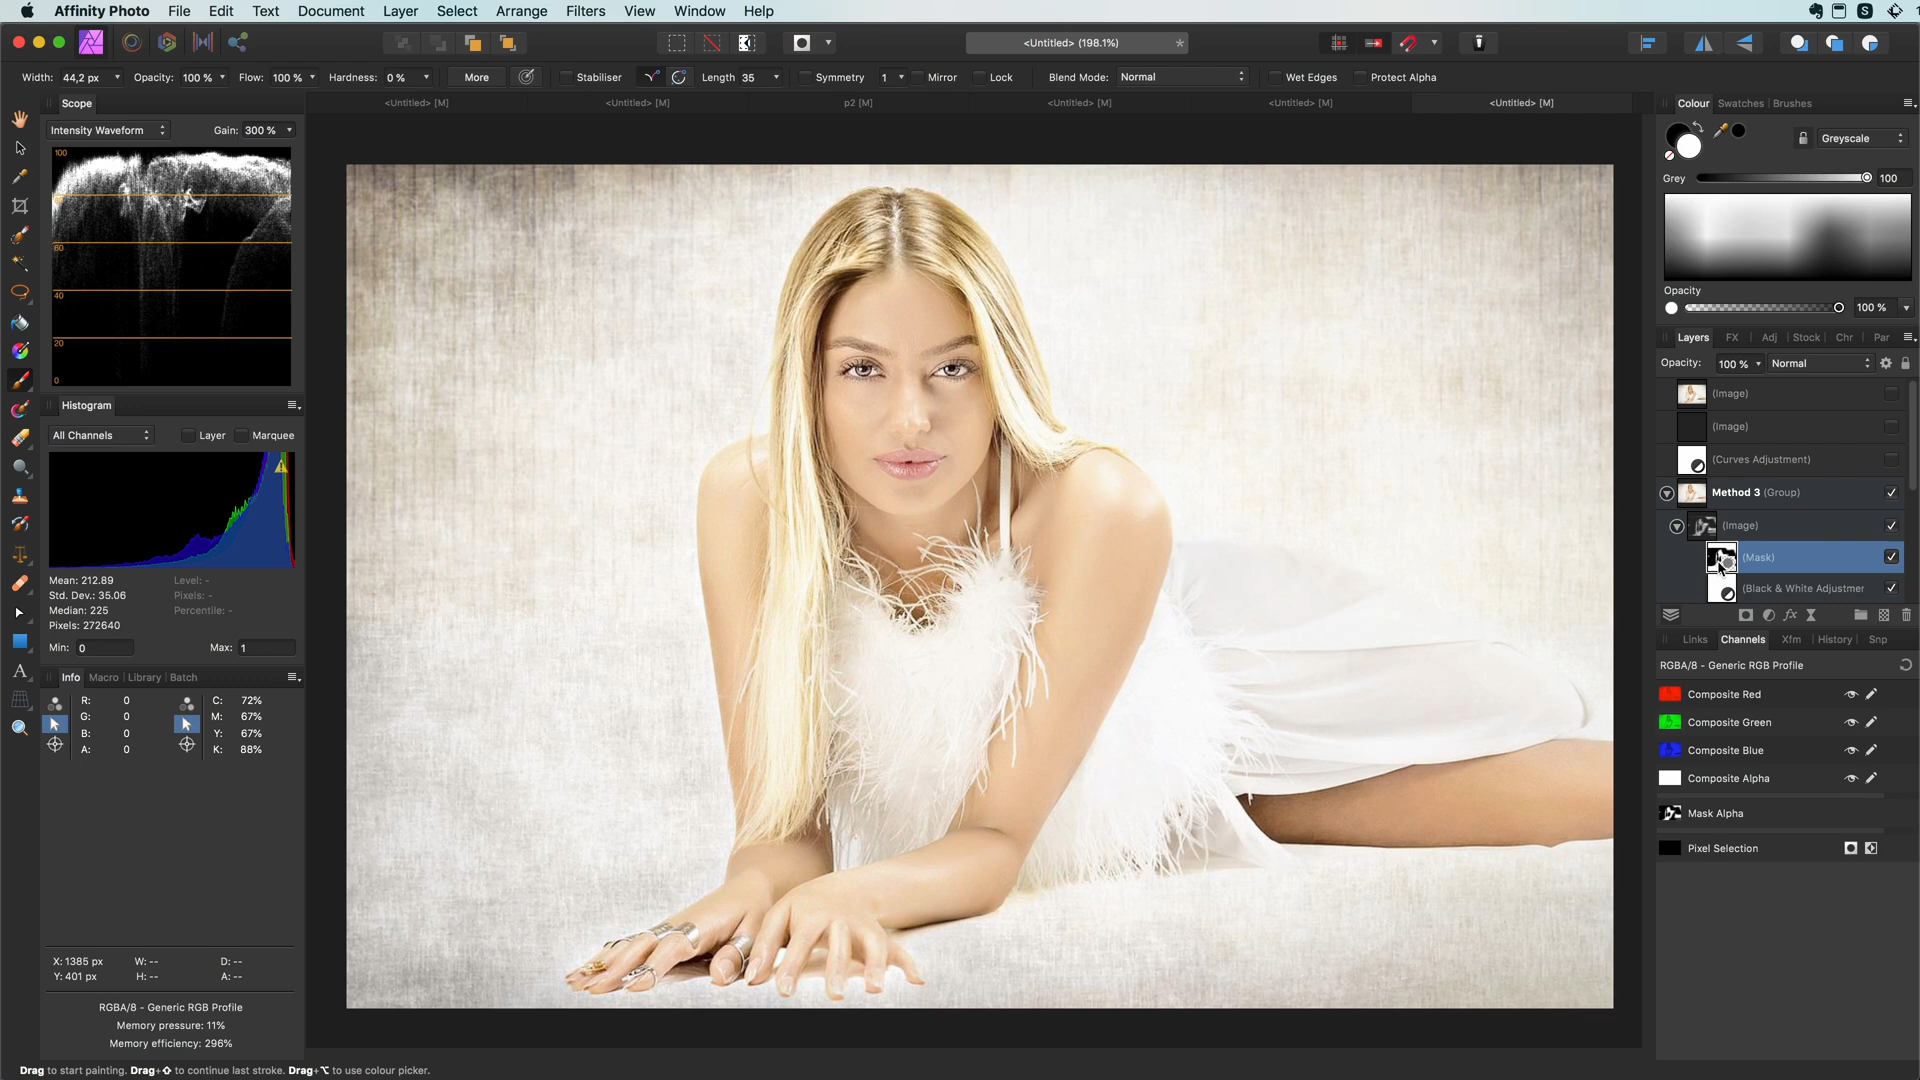 Affinity Photo File Edit Text Document Layer Select Arrange Filters View Window Help
<Untitled> (198.1%) *
Width: 44,2 px Opacity: 100 % Flow: 100 % Hardness: 0 % More Stabiliser Length 35 Symmetry 1 Mirror Lock Blend Mode: Normal Wet Edges Protect Alpha
Scope
<Untitled> [M] <Untitled> [M] p2 [M] <Untitled> [M] <Untitled> [M] <Untitled> [M]
Colour Swatches Brushes
Intensity Waveform Gain: 300 %
Greyscale
100
Grey 100
60
Opacity
40
100 %
20
Layers FX Adj Stock Chr Par
0
Opacity: 100 % Normal
(Image)
Histogram
(Image)
All Channels Layer Marquee
(Curves Adjustment)
Method 3 (Group)
(Image)
(Mask)
Mean: 212.89 Level: -
(Black & White Adjustmer
Std. Dev.: 35.06 Pixels: -
Median: 225 Percentile: -
Pixels: 272640
Min: 0 Max: 1
Links Channels Xfm History Snp
RGBA/8 - Generic RGB Profile
Info Macro Library Batch
Composite Red
R: 0 C: 72%
G: 0 M: 67%
Composite Green
B: 0 Y: 67%
A: 0 K: 88%
Composite Blue
Composite Alpha
Mask Alpha
Pixel Selection
X: 1385 px W: -- D: --
Y: 401 px H: -- A: --
RGBA/8 - Generic RGB Profile
Memory pressure: 11%
Memory efficiency: 296%
Drag to start painting. Drag+⇧ to continue last stroke. Drag+⌥ to use colour picker.